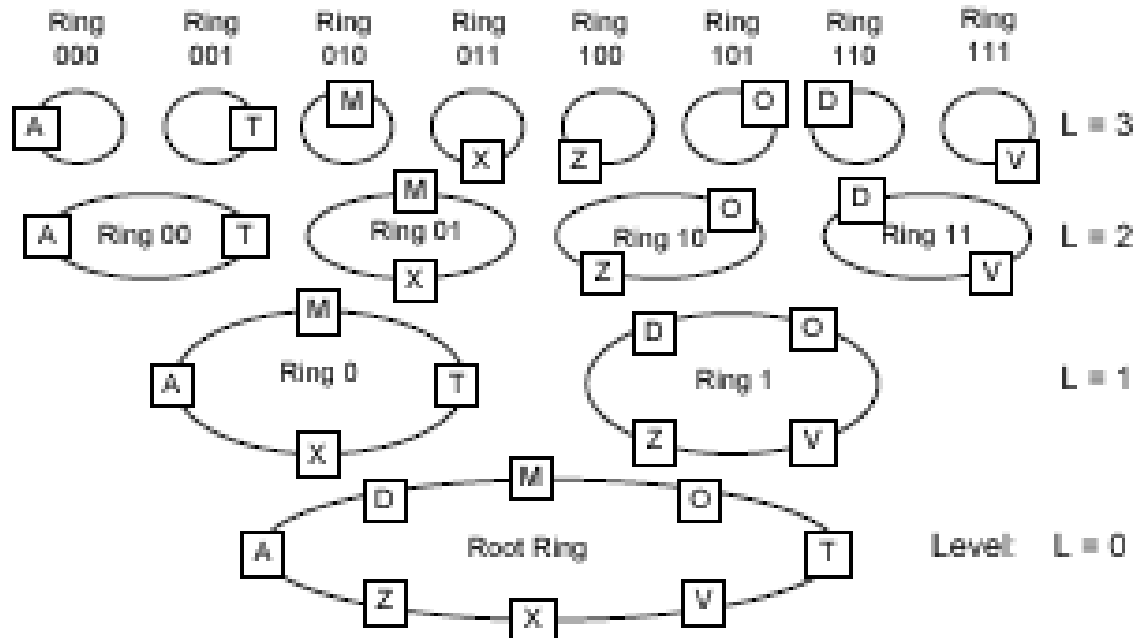 Ring Ring Ring Ring Ring Ring Ring Ring
000 001 010 011 100 101 110 111
A T M X Z O D V L = 3
A Ring 00 T M Ring 01 X Z Ring 10 O D Ring 11 V L = 2
M
A Ring 0 T
X
D O
Ring 1 L = 1
Z V
D M O
A Root Ring T Level: L = 0
Z X V